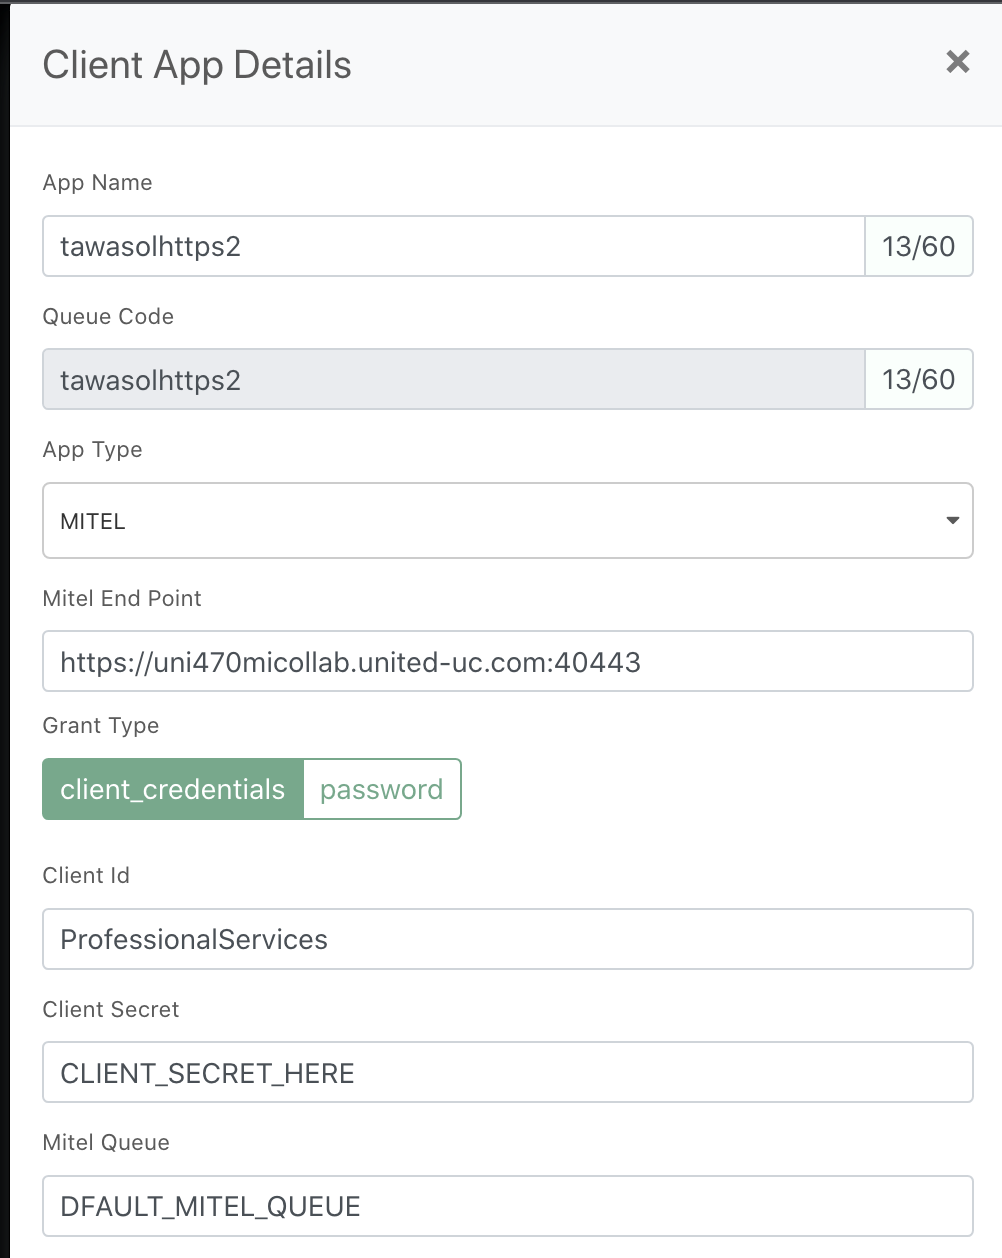 Client App Details
App Name
tawasolhttps2 13/60
Queue Code
tawasolhttps2 13/60
App Type
MITEL
Mitel End Point
https://uni470micollab.united-uc.com:40443
Grant Type
client_credentials password
Client Id
ProfessionalServices
Client Secret
CLIENT_SECRET_HERE
Mitel Queue
DFAULT_MITEL_QUEUE